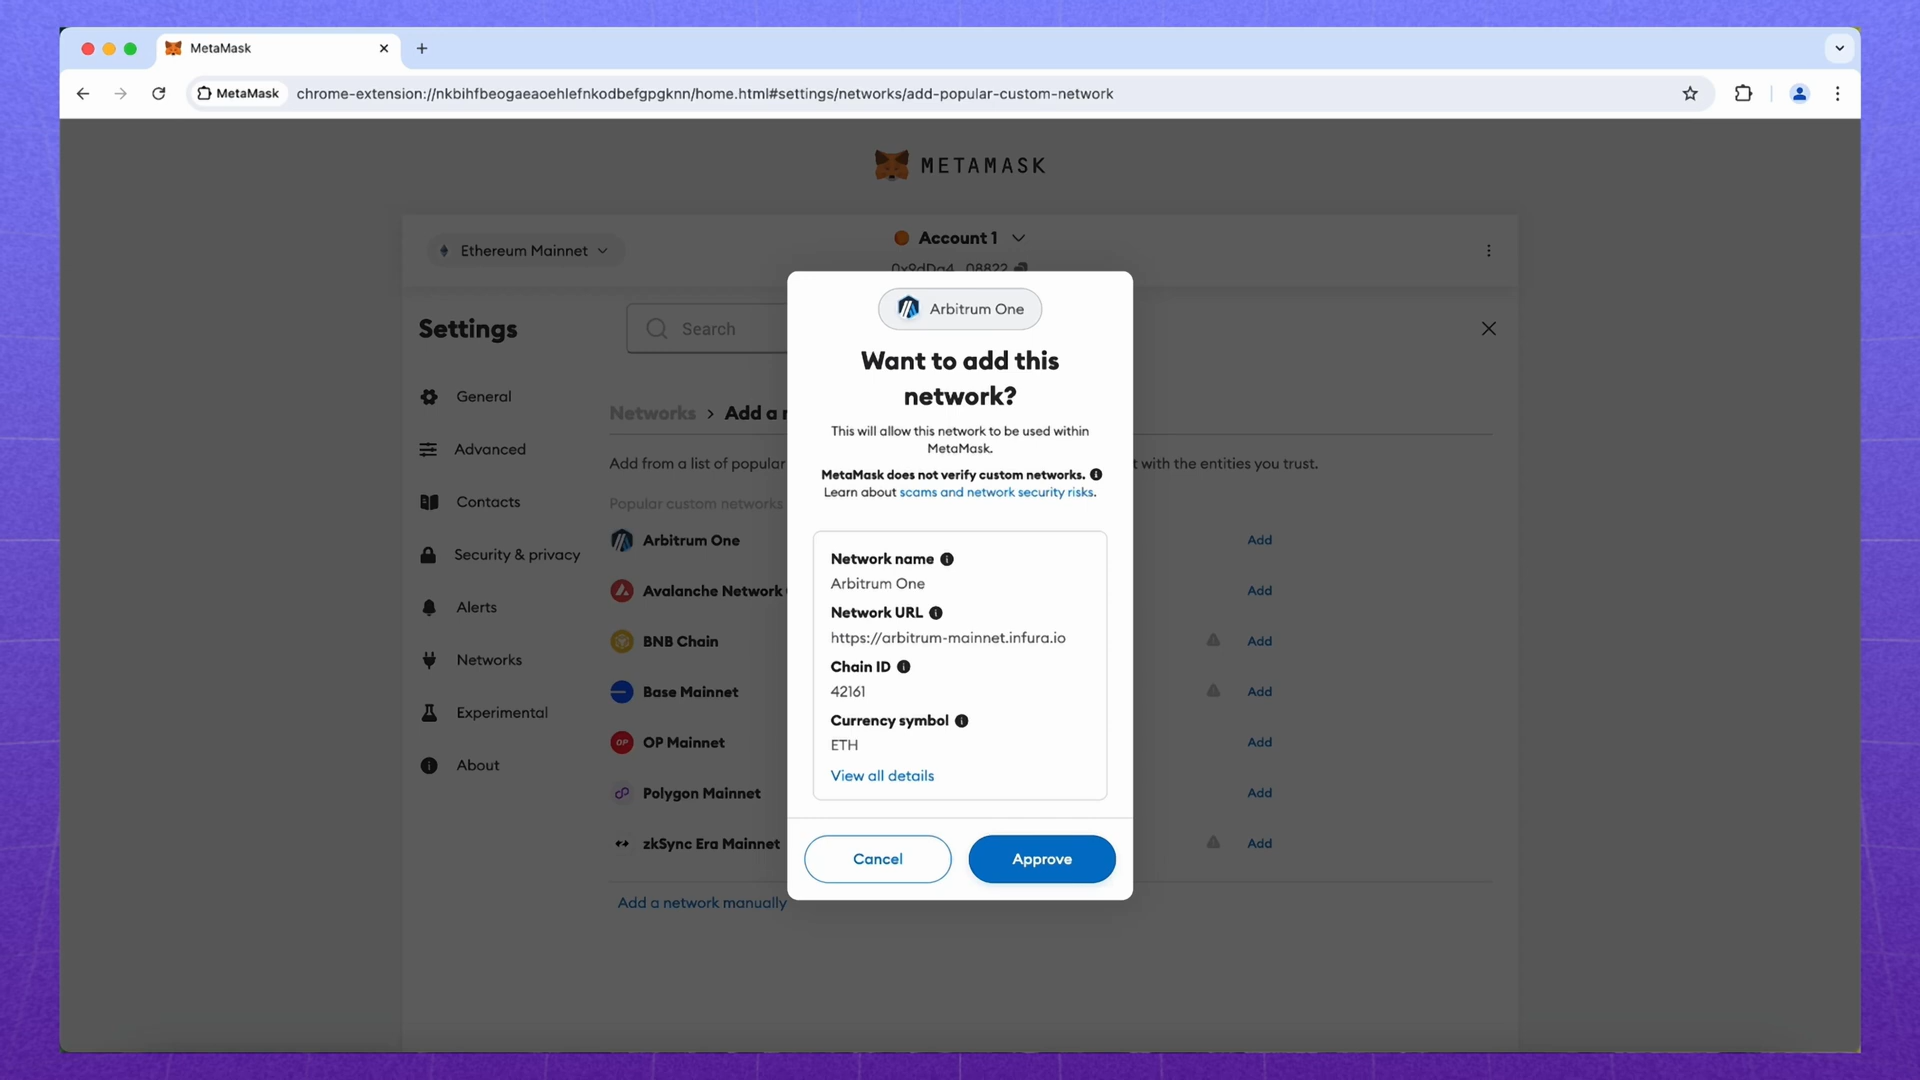 MetaMask
MetaMask
chrome-extension://nkbihfbeogaeaoehlefnkodbefgpgknn/home.html#settings/networks/add-popular-custom-network
METAMASK
Ethereum Mainnet
Account 1
Settings
Search
General
Advanced
Contacts
Security & privacy
Alerts
Networks
Experimental
About
Networks > Add a
Add from a list of popular
t with the entities you trust.
Popular custom networks
Arbitrum One
Add
Avalanche Network
Add
BNB Chain
Add
Base Mainnet
Add
OP Mainnet
Add
Polygon Mainnet
Add
zkSync Era Mainnet
Add
Add a network manually
Arbitrum One
Want to add this
network?
This will allow this network to be used within
MetaMask.
MetaMask does not verify custom networks.
Learn about scams and network security risks.
Network name
Arbitrum One
Network URL
https://arbitrum-mainnet.infura.io
Chain ID
42161
Currency symbol
ETH
View all details
Cancel
Approve